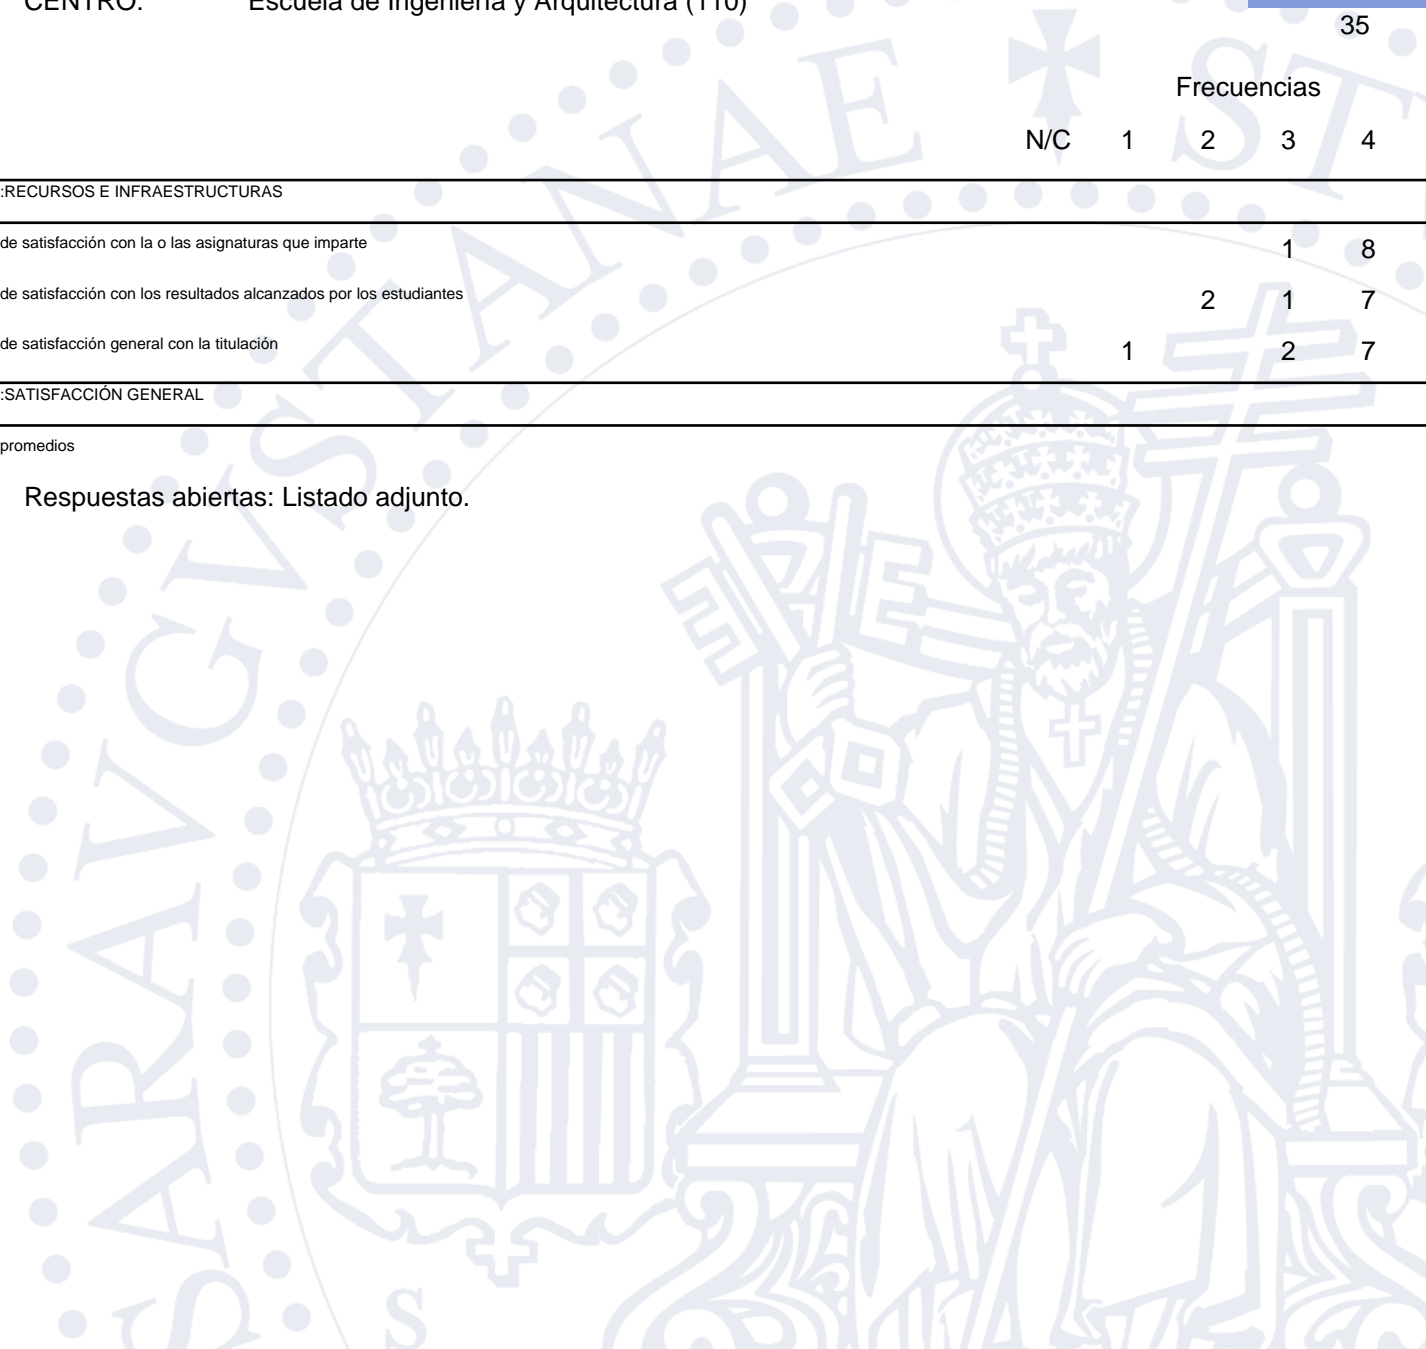 CENTRO: Escuela de Ingeniería y Arquitectura (110)
35
Frecuencias
N/C 1 2 3 4
:RECURSOS E INFRAESTRUCTURAS
de satisfacción con la o las asignaturas que imparte 1 8
de satisfacción con los resultados alcanzados por los estudiantes 2 1 7
de satisfacción general con la titulación 1 2 7
:SATISFACCIÓN GENERAL
promedios
Respuestas abiertas: Listado adjunto.